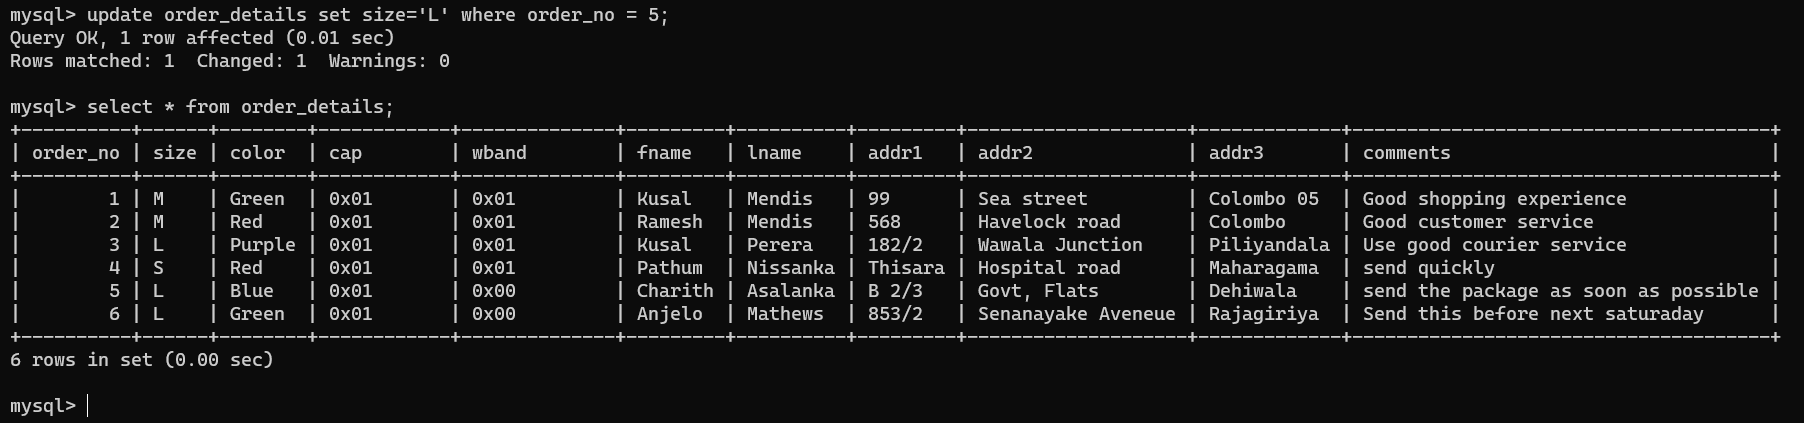 mysql> update order_details set size='L' where order_no = 5;
Query OK, 1 row affected (0.01 sec)
Rows matched: 1  Changed: 1  Warnings: 0
mysql> select * from order_details;
+----------+------+--------+------------+--------------+---------+----------+---------+--------------------+-------------+--------------------------------------+
| order_no | size | color  | cap        | wband        | fname   | lname    | addr1   | addr2              | addr3       | comments                             |
+----------+------+--------+------------+--------------+---------+----------+---------+--------------------+-------------+--------------------------------------+
|        1 | M    | Green  | 0x01       | 0x01         | Kusal   | Mendis   | 99      | Sea street         | Colombo 05  | Good shopping experience             |
|        2 | M    | Red    | 0x01       | 0x01         | Ramesh  | Mendis   | 568     | Havelock road      | Colombo     | Good customer service                |
|        3 | L    | Purple | 0x01       | 0x01         | Kusal   | Perera   | 182/2   | Wawala Junction    | Piliyandala | Use good courier service             |
|        4 | S    | Red    | 0x01       | 0x01         | Pathum  | Nissanka | Thisara | Hospital road      | Maharagama  | send quickly                         |
|        5 | L    | Blue   | 0x01       | 0x00         | Charith | Asalanka | B 2/3   | Govt, Flats        | Dehiwala    | send the package as soon as possible |
|        6 | L    | Green  | 0x01       | 0x00         | Anjelo  | Mathews  | 853/2   | Senanayake Aveneue | Rajagiriya  | Send this before next saturaday      |
+----------+------+--------+------------+--------------+---------+----------+---------+--------------------+-------------+--------------------------------------+
6 rows in set (0.00 sec)
mysql>